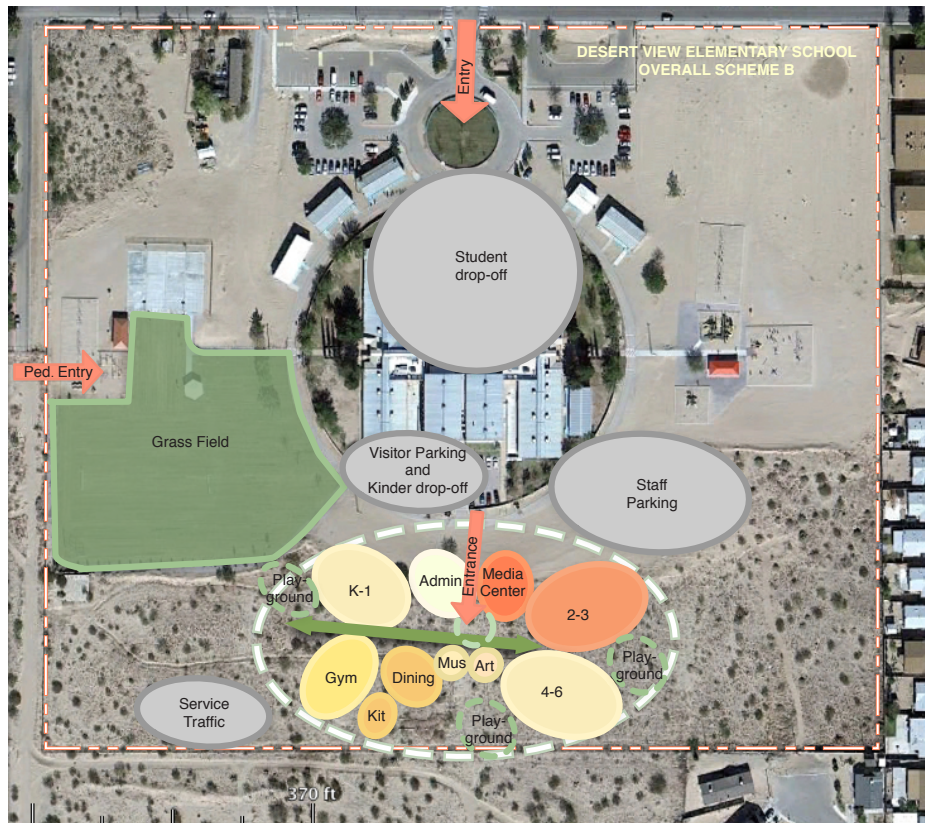 DESERT VIEW ELEMENTARY SCHOOL
OVERALL SCHEME B
Entry
Student
drop-off
Ped. Entry
Grass Field
Visitor Parking
and
Kinder drop-off
Staff
Parking
Entrance
Play-
ground
K-1
Admin
Media
Center
2-3
Gym
Dining
Mus
Art
4-6
Play-
ground
Kit
Play-
ground
Service
Traffic
370 ft